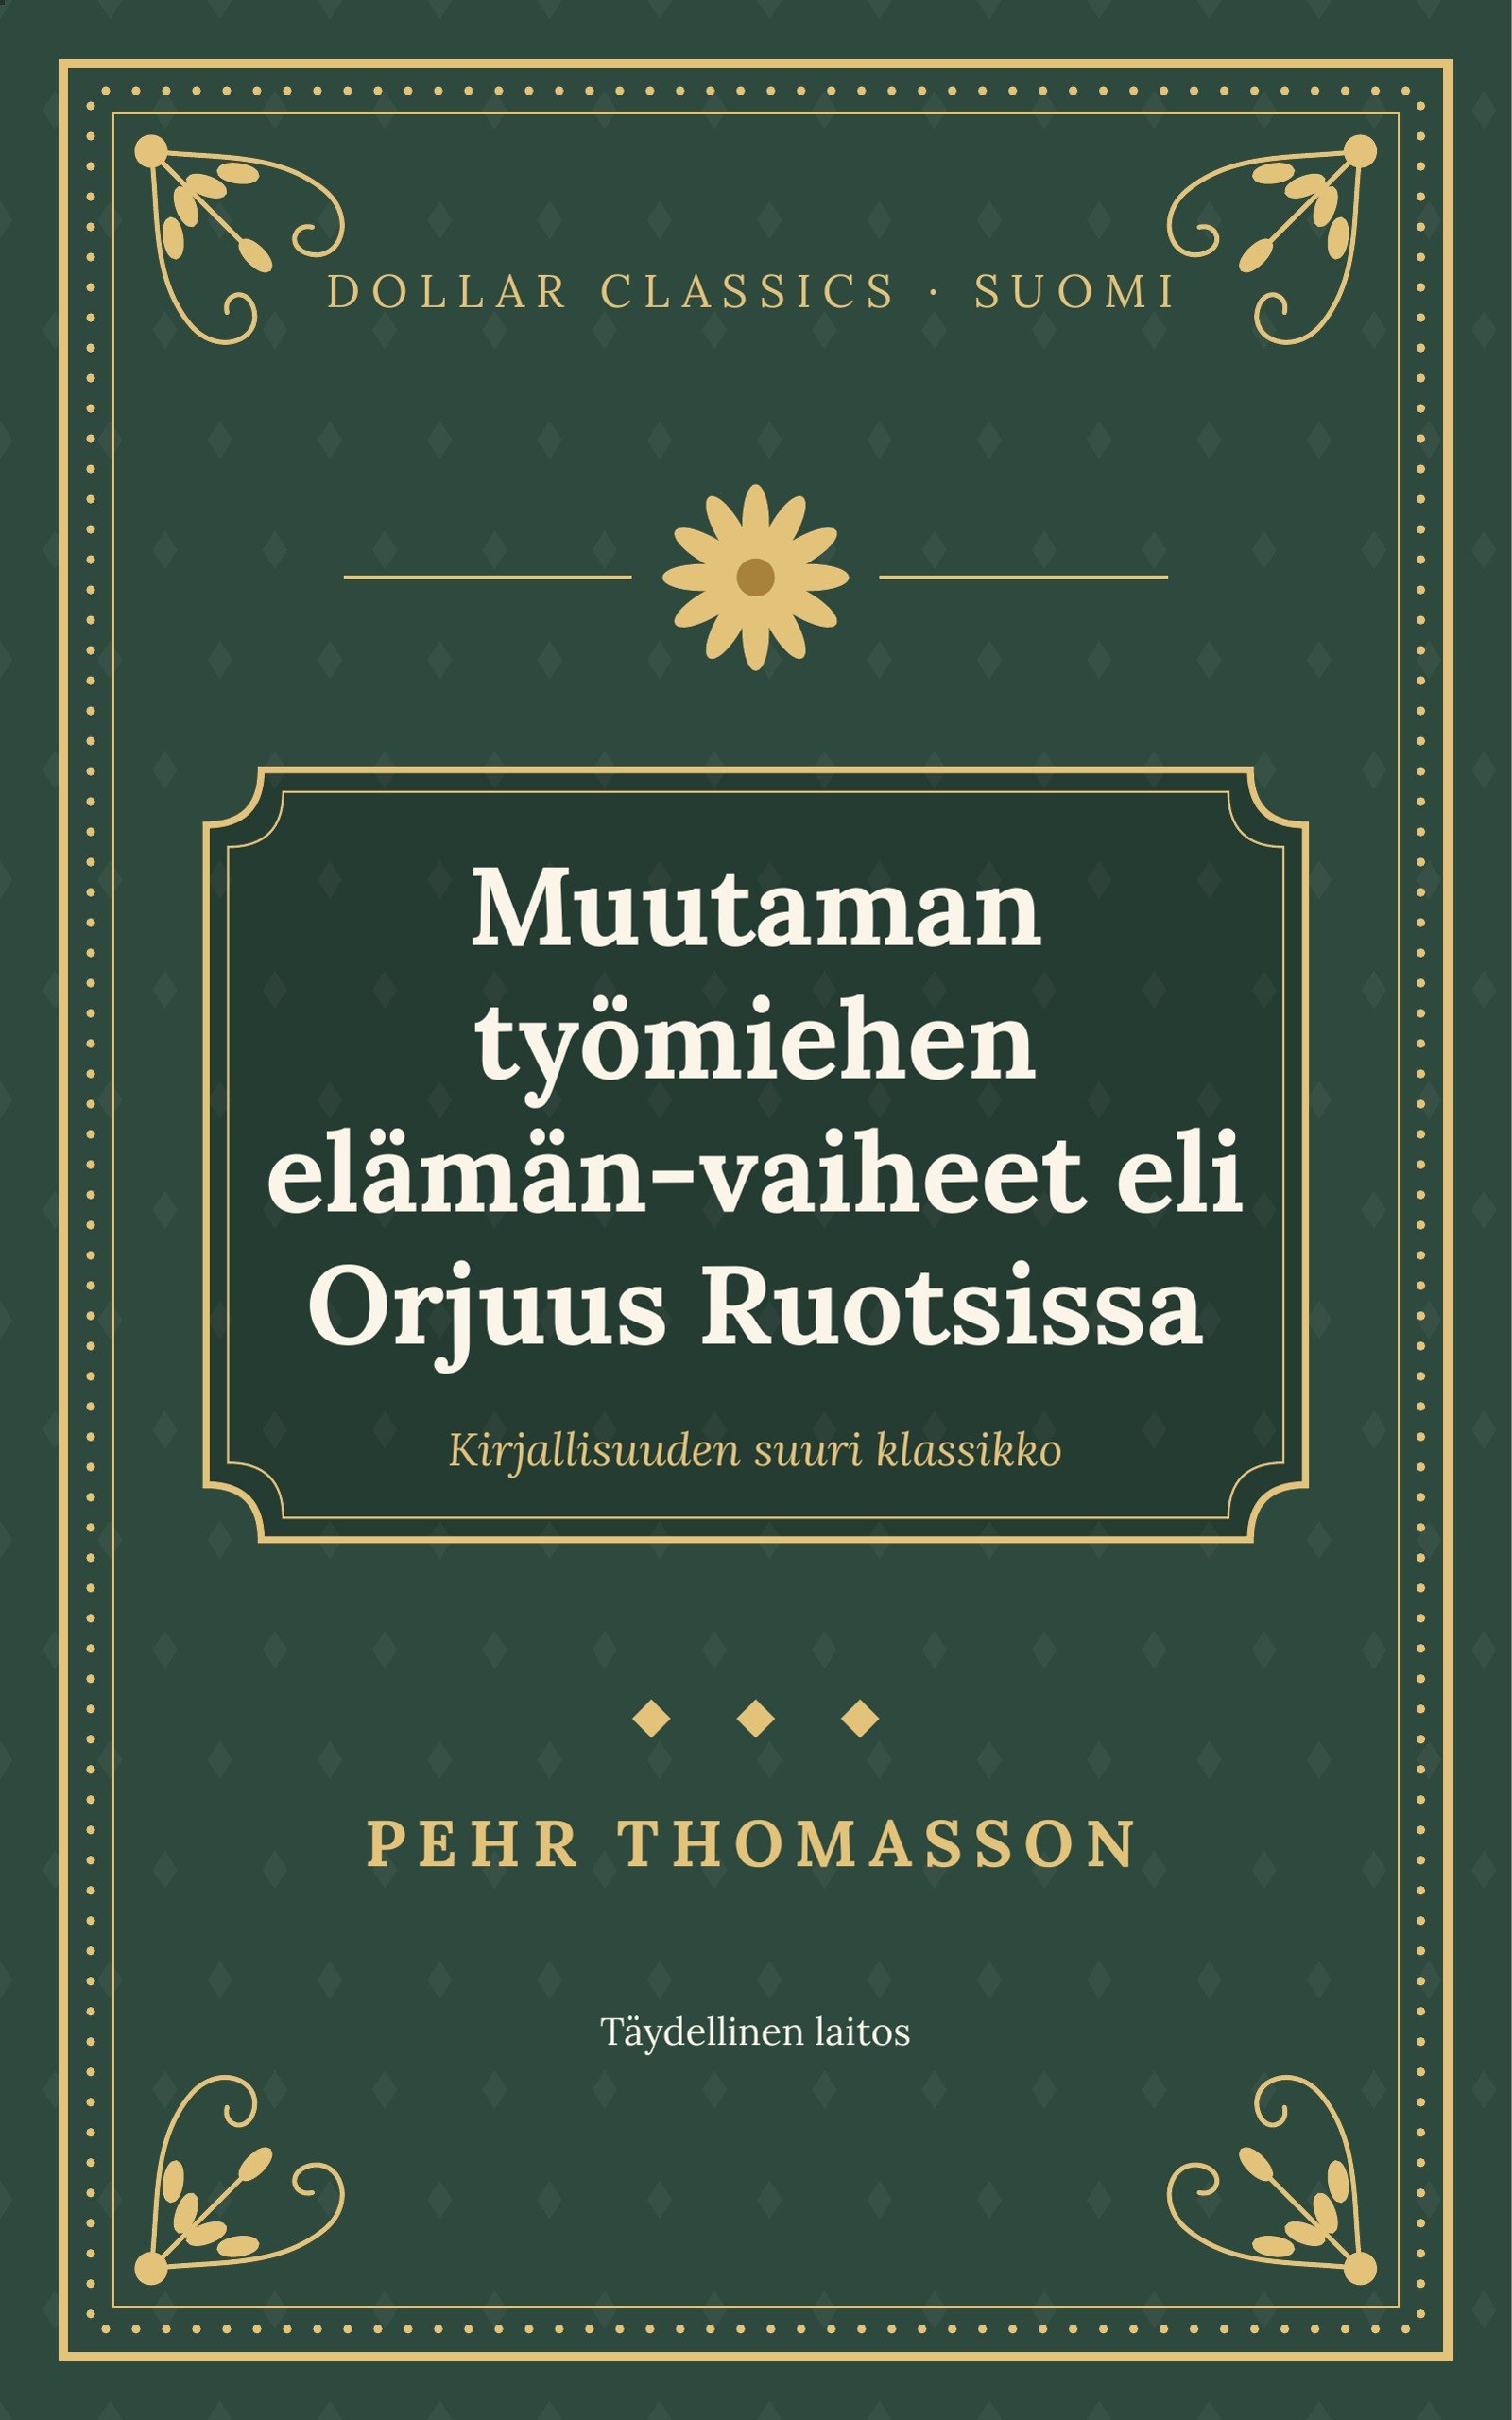 DOLLAR CLASSICS · SUOMI
Muutaman
työmiehen
elämän-vaiheet eli
Orjuus Ruotsissa
Kirjallisuuden suuri klassikko
PEHR THOMASSON
Täydellinen laitos